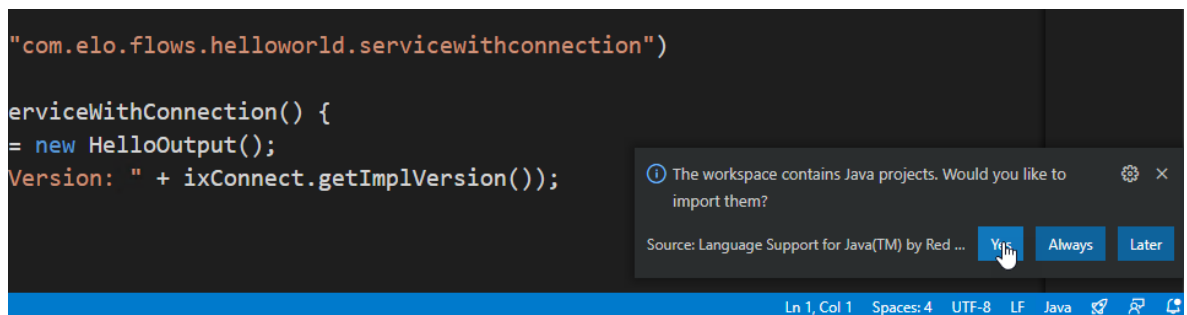 "com.elo.flows.helloworld.servicewithconnection")
erviceWithConnection() {
= new HelloOutput();
Version: " + ixConnect.getImplVersion());
The workspace contains Java projects. Would you like to
import them?
Source: Language Support for Java(TM) by Red ... Yes Always Later
Ln 1, Col 1 Spaces: 4 UTF-8 LF Java